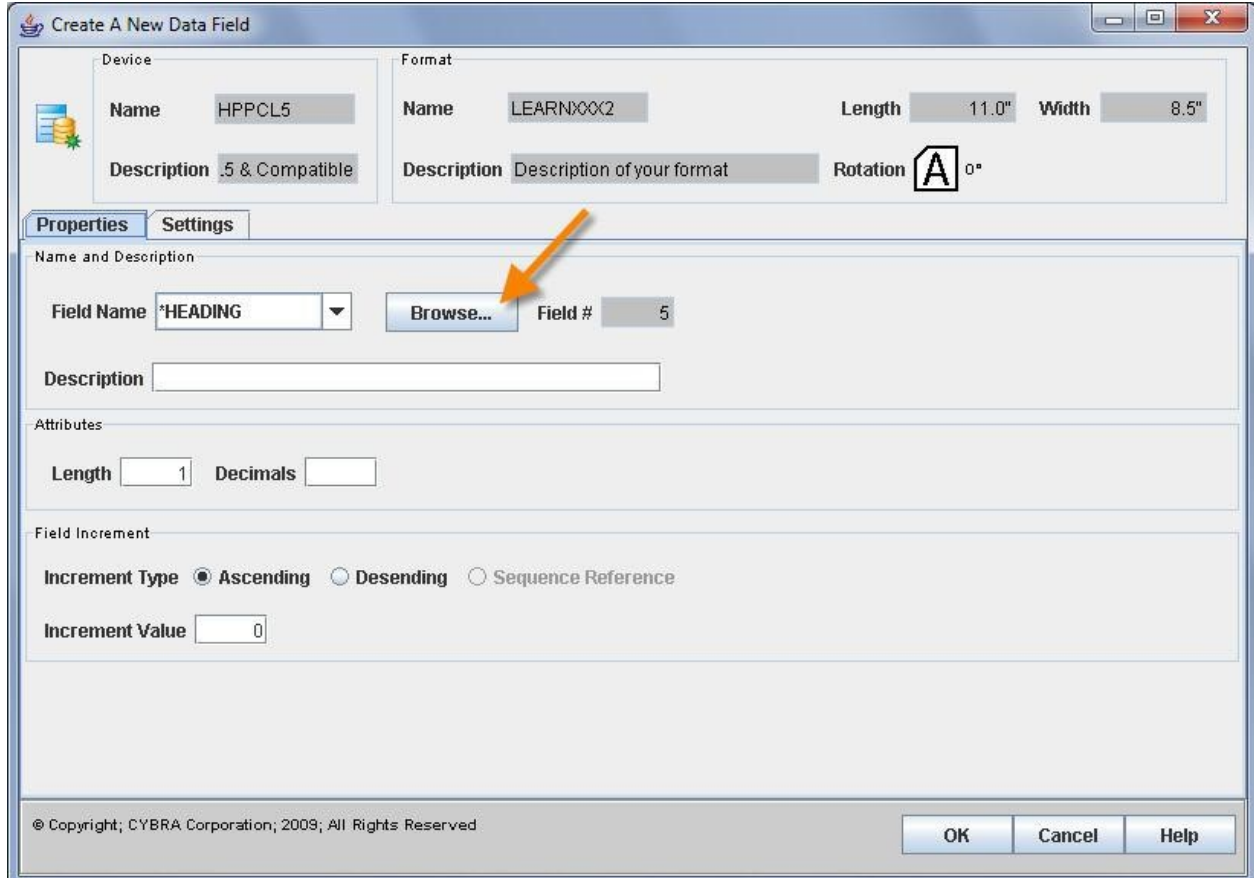 Create A New Data Field
Device
Name HPPCL5
Description .5 & Compatible
Format
Name LEARNXXX2 Length 11.0" Width 8.5"
Description Description of your format Rotation A 0°
Properties Settings
Name and Description
Field Name *HEADING Browse... Field # 5
Description
Attributes
Length 1 Decimals
Field Increment
Increment Type Ascending Desending Sequence Reference
Increment Value 0
© Copyright; CYBRA Corporation; 2009; All Rights Reserved
OK Cancel Help